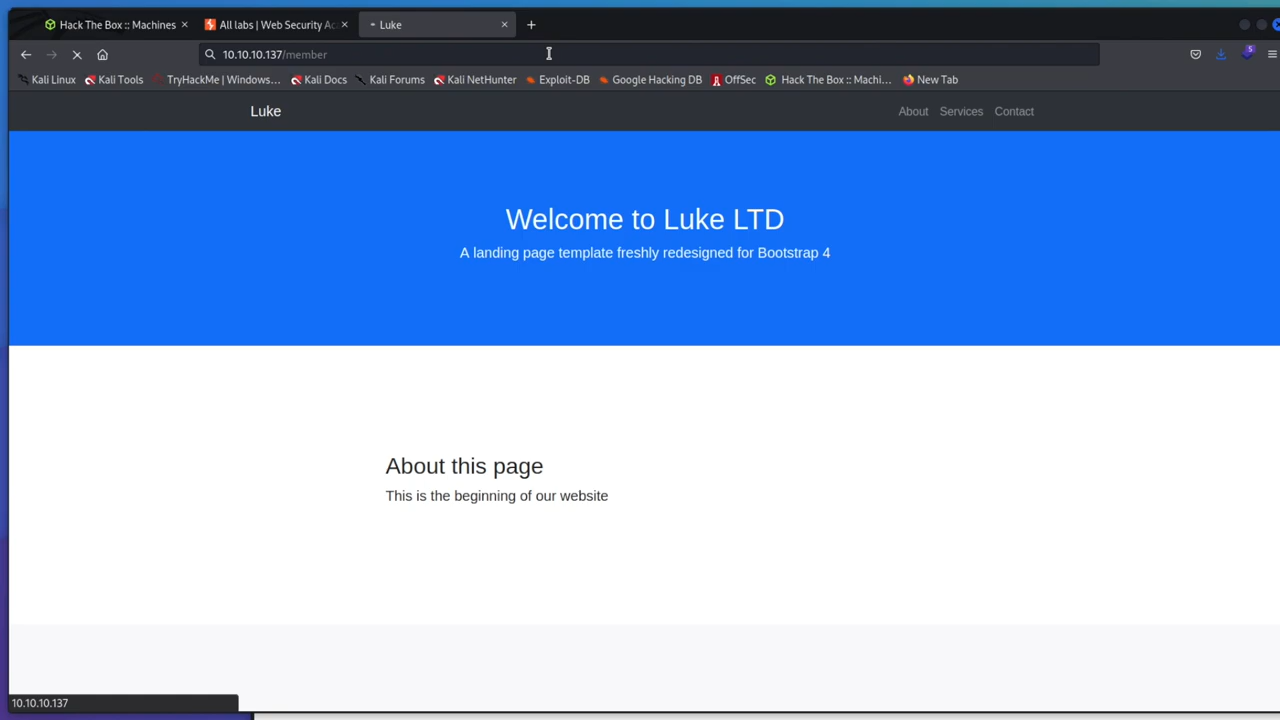 Hack The Box :: Machines
All labs | Web Security Ac
Luke
10.10.10.137/member
Kali Linux
Kali Tools
TryHackMe | Windows…
Kali Docs
Kali Forums
Kali NetHunter
Exploit-DB
Google Hacking DB
OffSec
Hack The Box :: Machi…
New Tab
5
Luke
About
Services
Contact
Welcome to Luke LTD
A landing page template freshly redesigned for Bootstrap 4
About this page
This is the beginning of our website
10.10.10.137